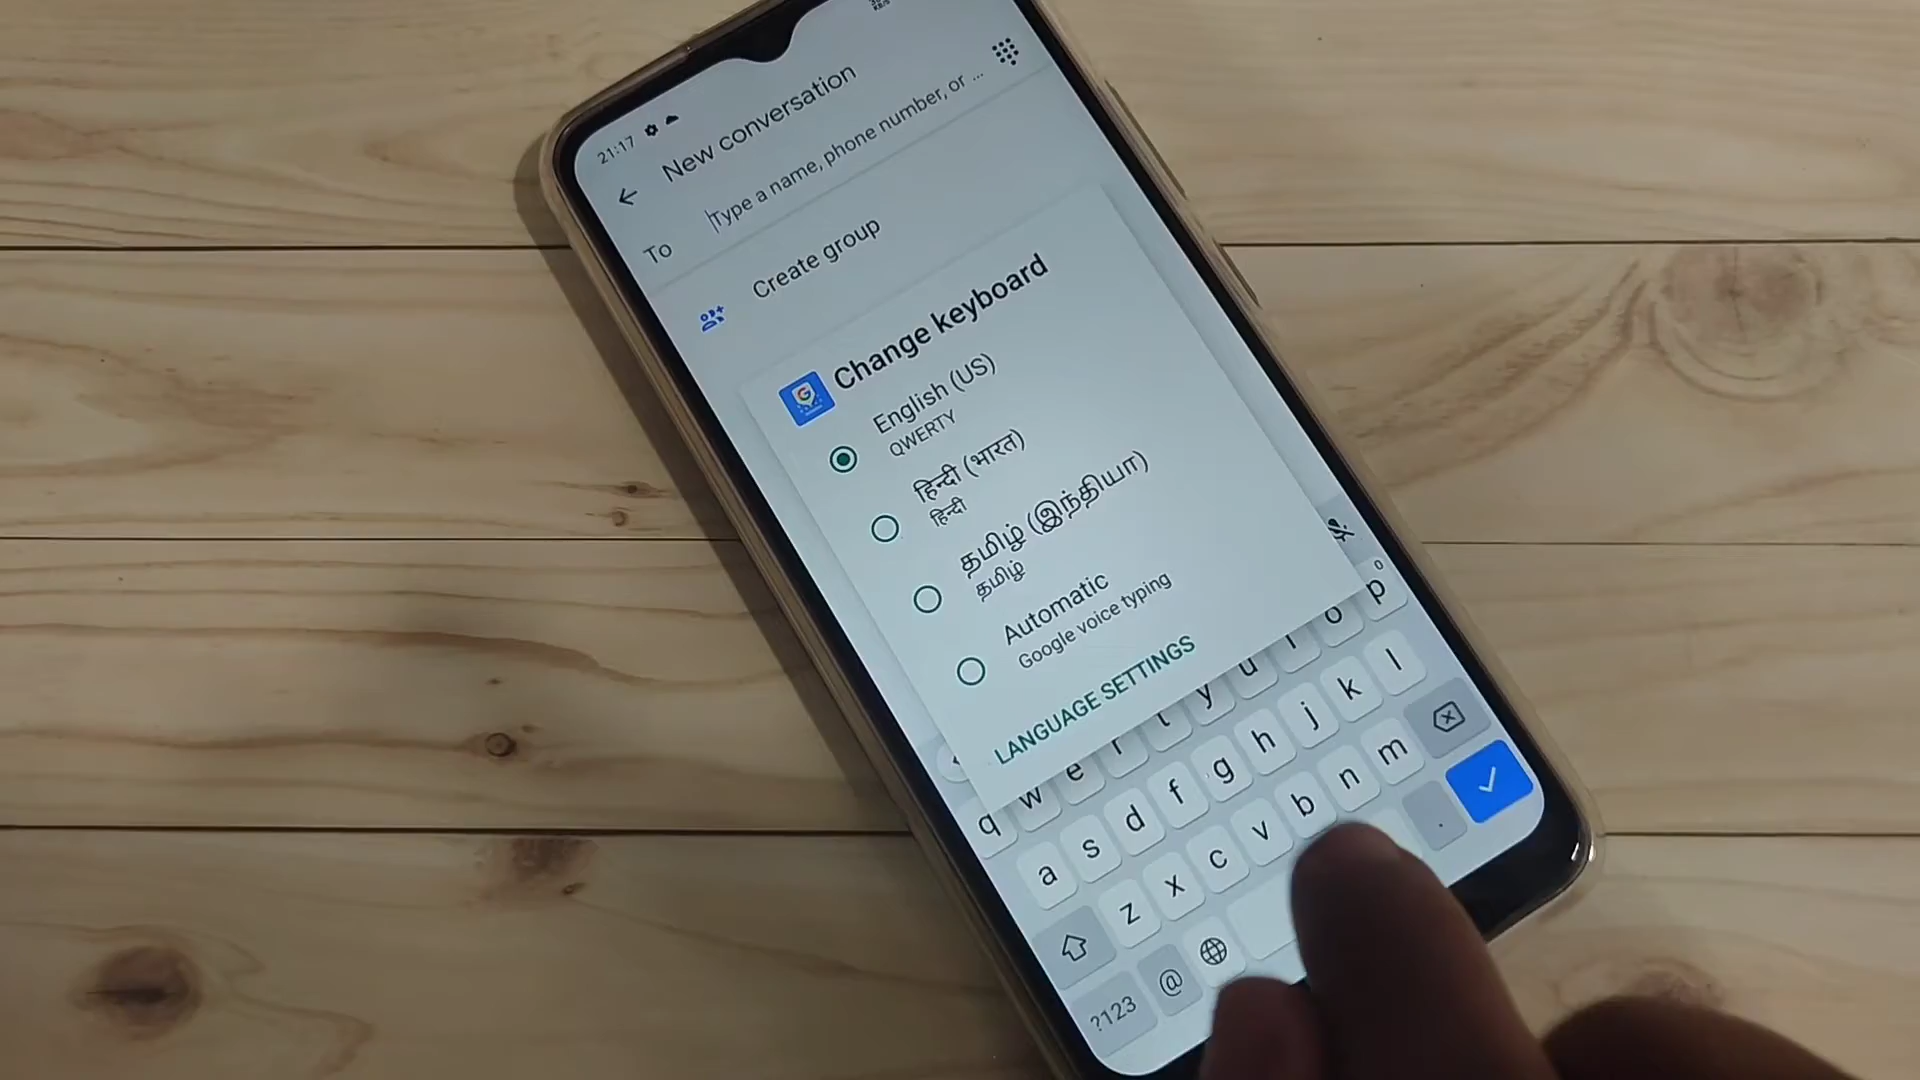 21:17
New conversation
To
Type a name, phone number, or ...
Create group
Change keyboard
English (US)
QWERTY
हिन्दी (भारत)
हिन्दी
தமிழ் (இந்தியா)
தமிழ்
Automatic
Google voice typing
LANGUAGE SETTINGS
q w e r t y u i o p 0
a s d f g h j k l
z x c v b n m
?123 @ .